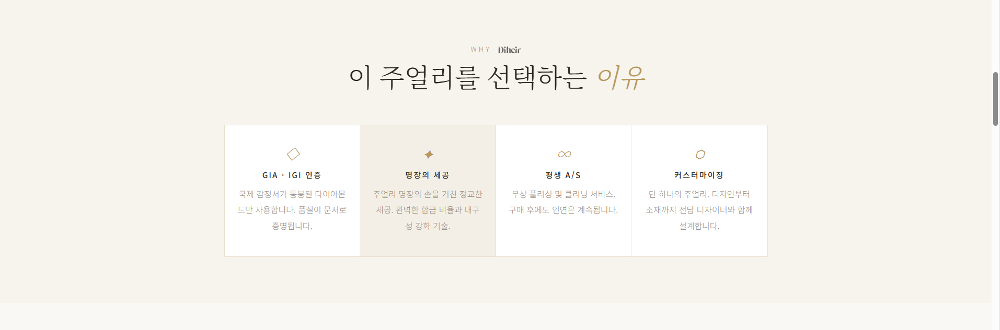 WHY Diheir
이 주얼리를 선택하는 이유
GIA · IGI 인증
국제 감정서가 동봉된 다이아몬
드만 사용합니다. 품질이 문서로
증명됩니다.
명장의 세공
주얼리 명장의 손을 거친 정교한
세공. 완벽한 합금 비율과 내구
성 강화 기술.
평생 A/S
무상 폴리싱 및 클리닝 서비스.
구매 후에도 인연은 계속됩니다.
커스터마이징
단 하나의 주얼리. 디자인부터
소재까지 전담 디자이너와 함께
설계합니다.